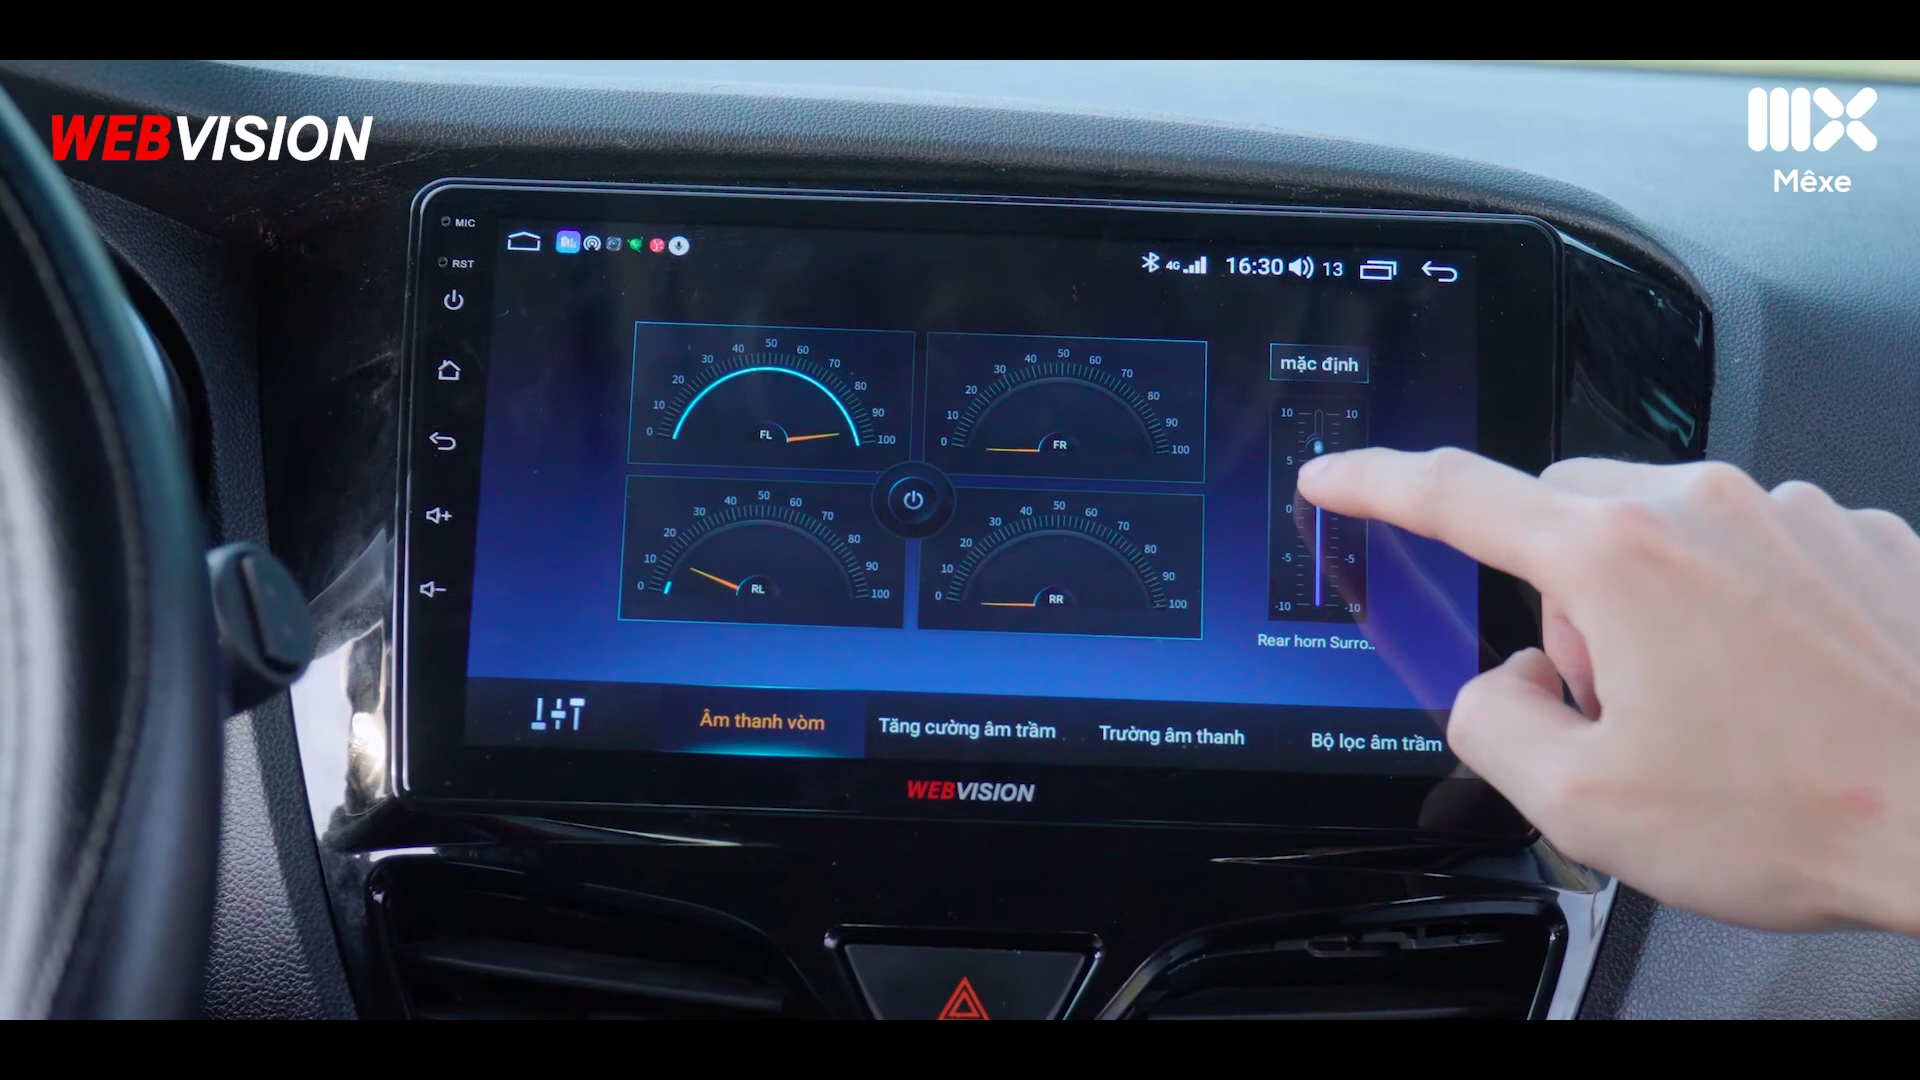 WEBVISION
MX
Mêxe
MIC
RST
4G 16:30 13
0 10 20 30 40 50 60 70 80 90 100
FL
0 10 20 30 40 50 60 70 80 90 100
FR
0 10 20 30 40 50 60 70 80 90 100
RL
0 10 20 30 40 50 60 70 80 90 100
RR
mặc định
10 10
5
0
-5 -5
-10 -10
Rear horn Surro..
Âm thanh vòm
Tăng cường âm trầm
Trường âm thanh
Bộ lọc âm trầm
WEBVISION